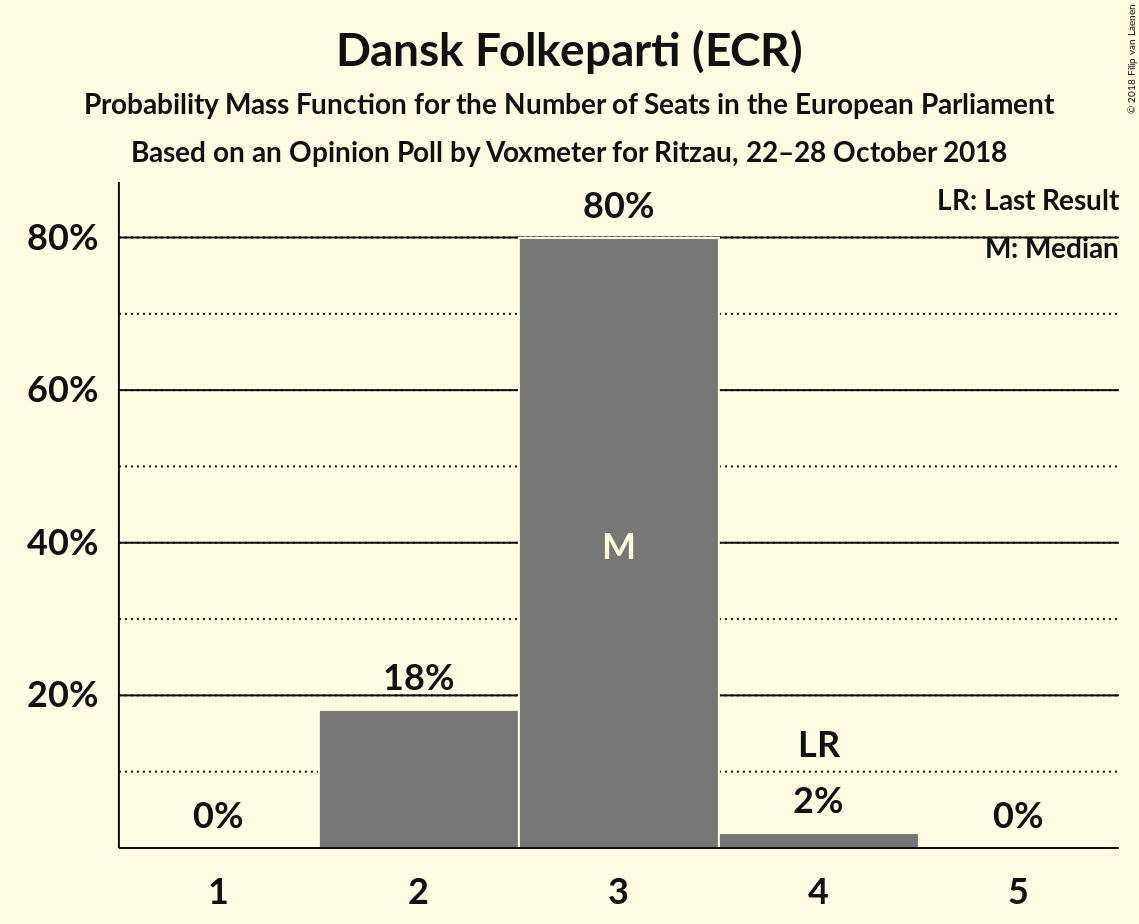 Dansk Folkeparti (ECR)
Probability Mass Function for the Number of Seats in the European Parliament
Based on an Opinion Poll by Voxmeter for Ritzau, 22–28 October 2018
© 2018 Filip van Laenen
LR: Last Result
M: Median
80%
60%
40%
20%
0%
18%
80%
M
LR
2%
0%
1
2
3
4
5